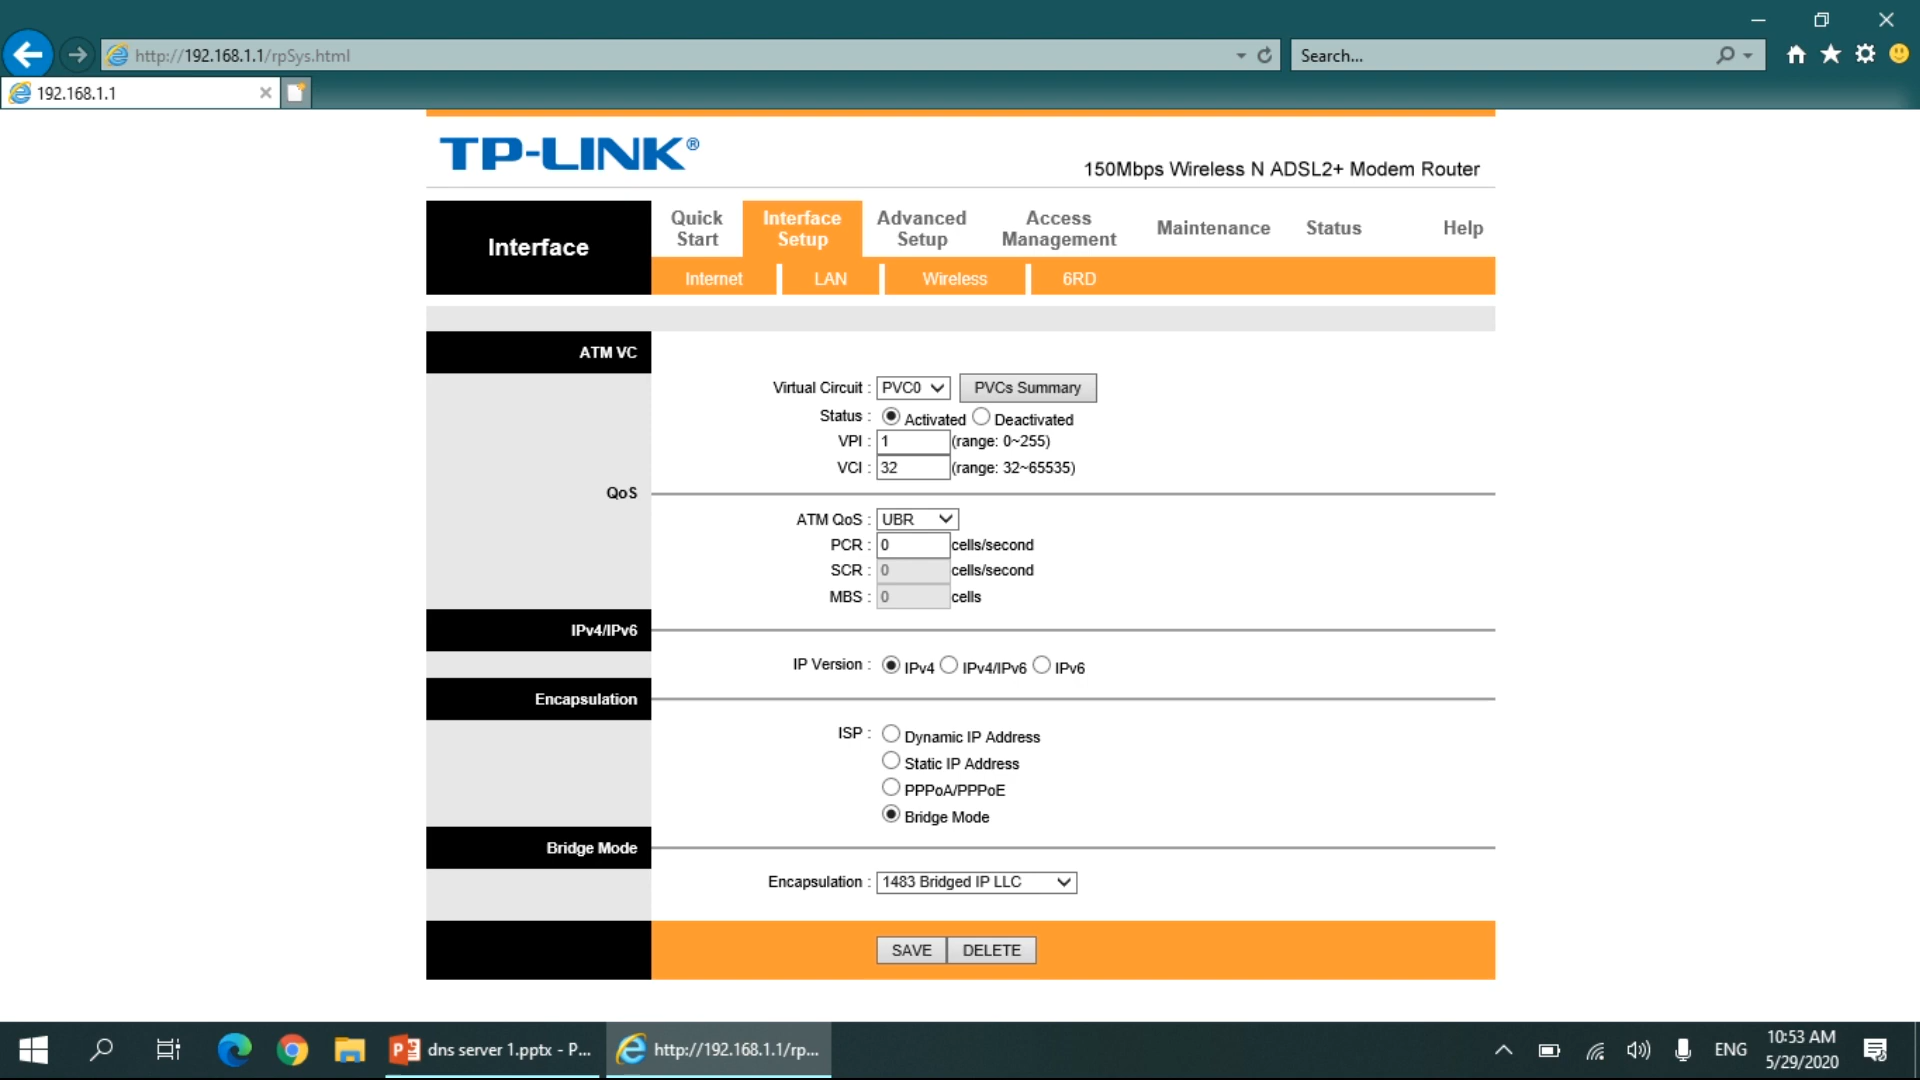 http://192.168.1.1/rpSys.html
Search...
192.168.1.1
TP-LINK®
150Mbps Wireless N ADSL2+ Modem Router
Interface
Quick Start
Interface Setup
Advanced Setup
Access Management
Maintenance
Status
Help
Internet
LAN
Wireless
6RD
ATM VC
Virtual Circuit : PVC0 PVCs Summary
Status : Activated Deactivated
VPI : 1 (range: 0~255)
VCI : 32 (range: 32~65535)
QoS
ATM QoS : UBR
PCR : 0 cells/second
SCR : 0 cells/second
MBS : 0 cells
IPv4/IPv6
IP Version : IPv4 IPv4/IPv6 IPv6
Encapsulation
ISP : Dynamic IP Address
Static IP Address
PPPoA/PPPoE
Bridge Mode
Bridge Mode
Encapsulation : 1483 Bridged IP LLC
SAVE DELETE
dns server 1.pptx - P...
http://192.168.1.1/rp...
ENG
10:53 AM
5/29/2020